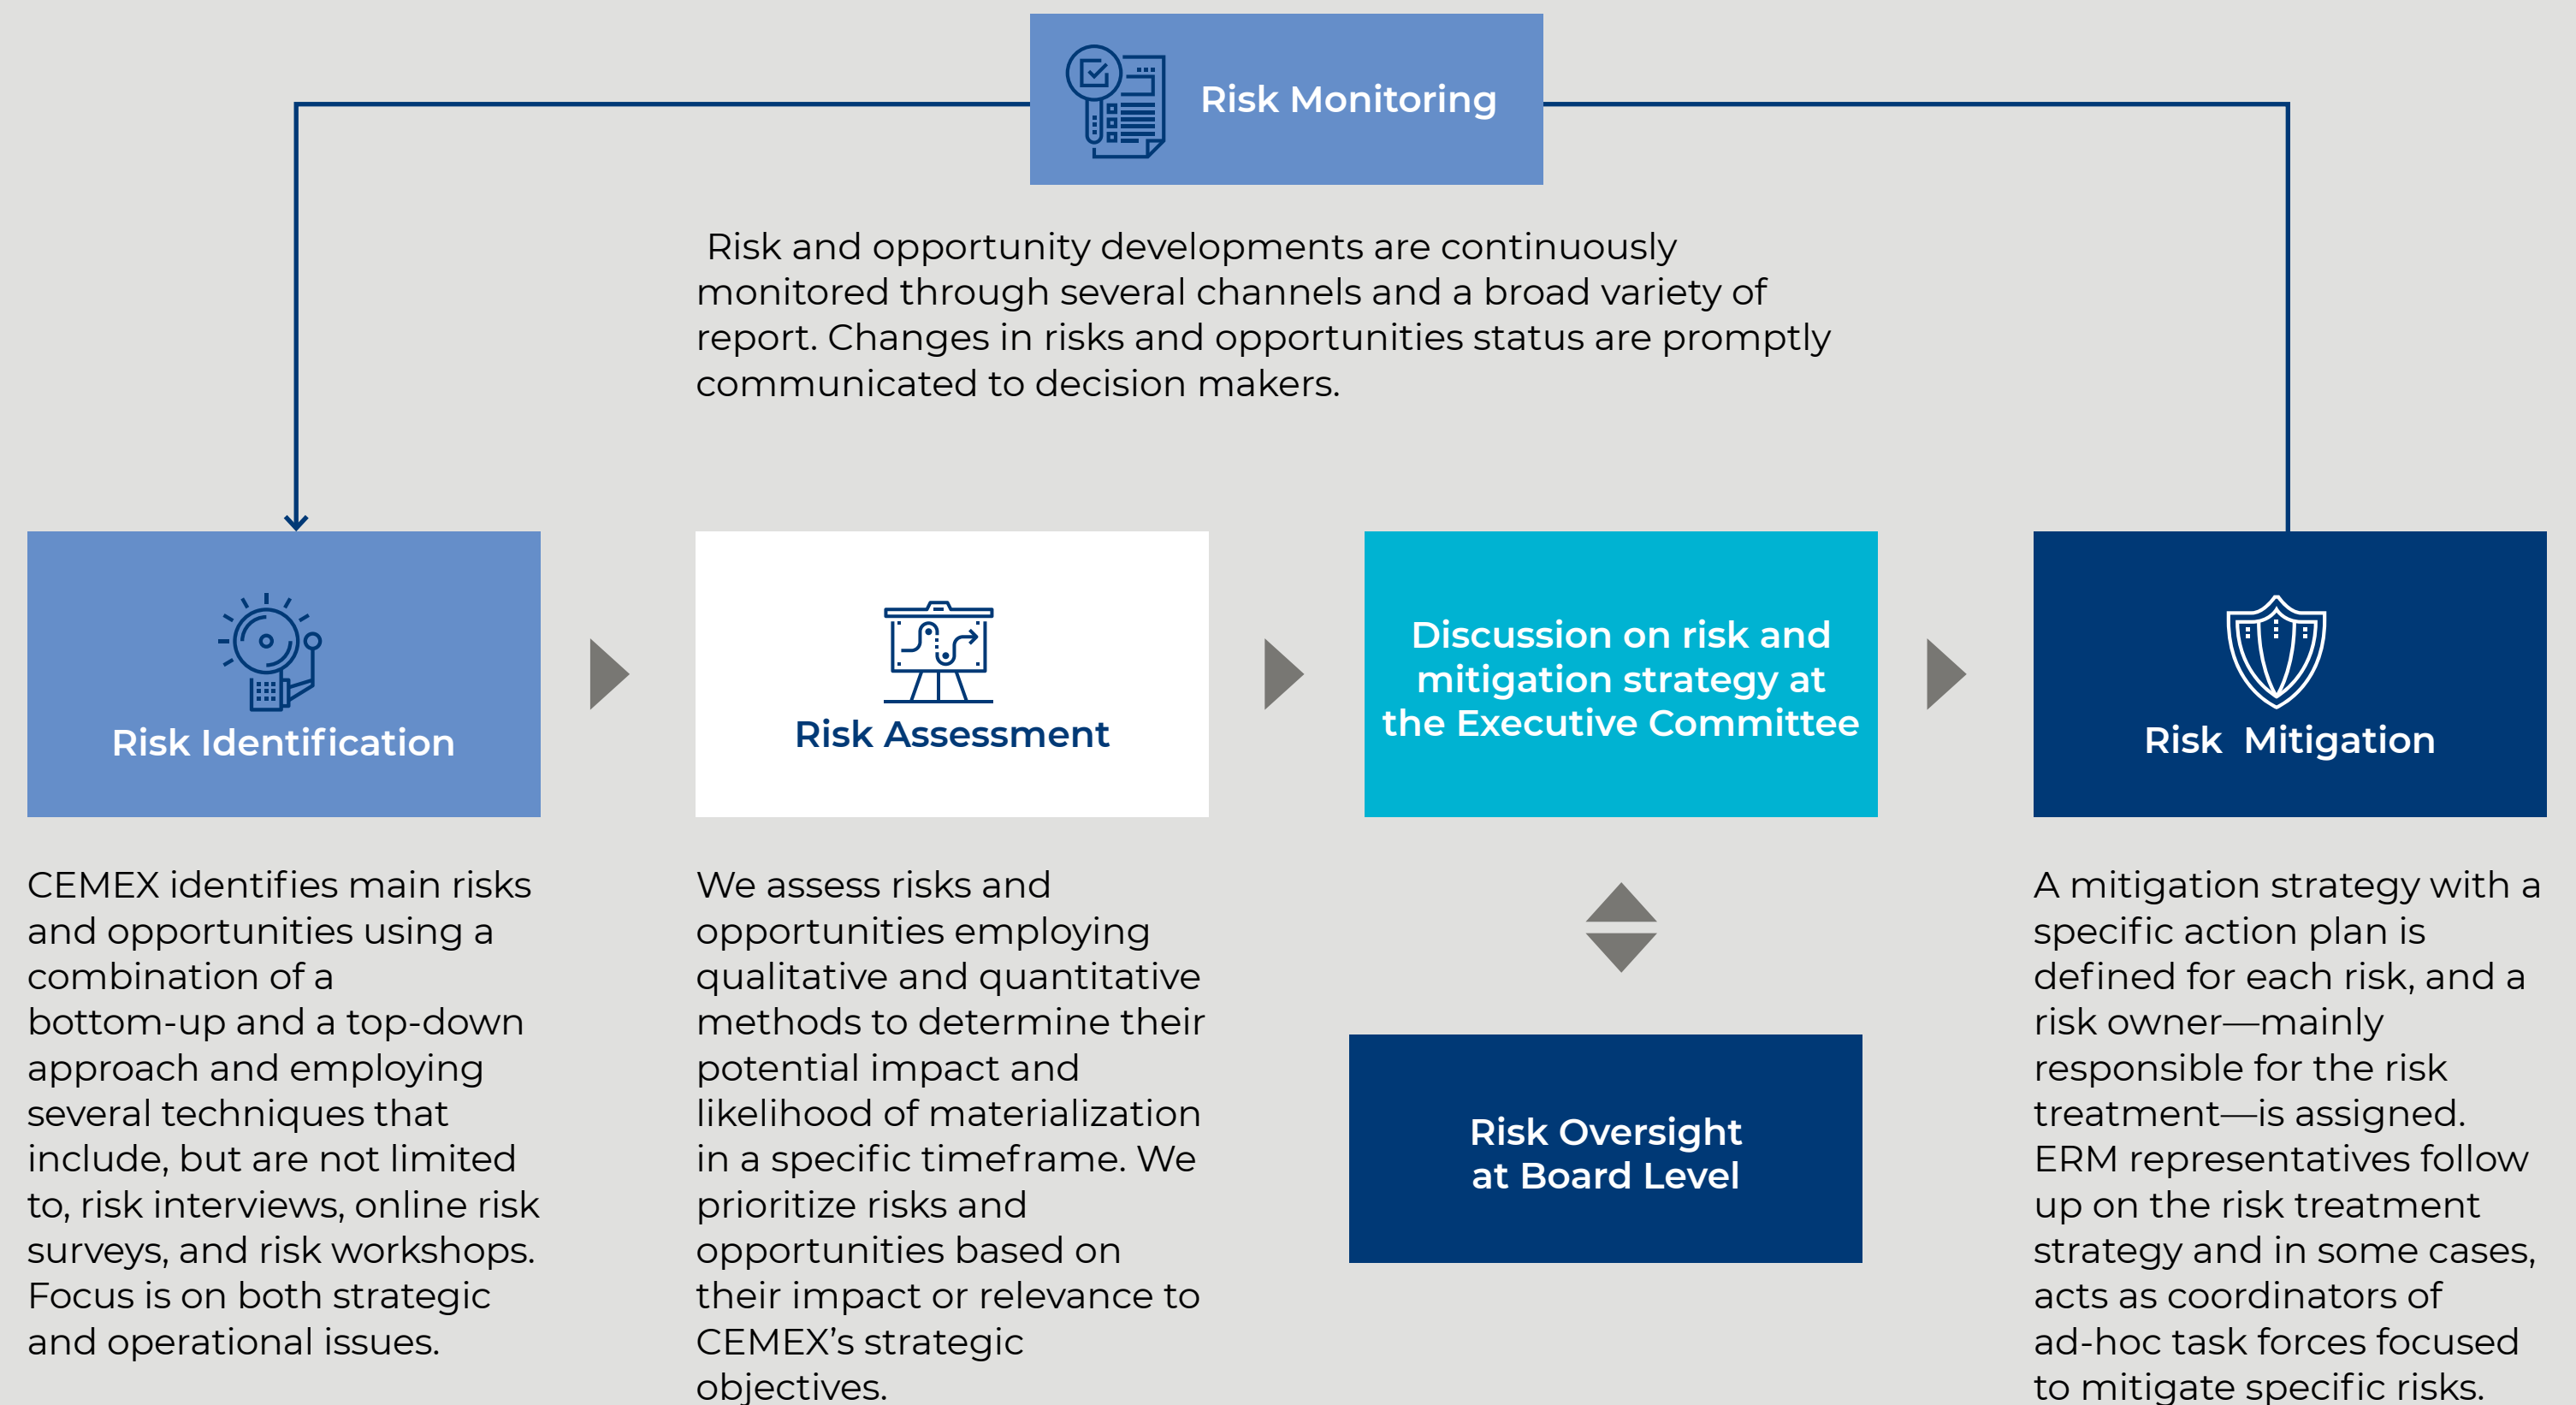 Risk Monitoring
Risk and opportunity developments are continuously
monitored through several channels and a broad variety of
report. Changes in risks and opportunities status are promptly
communicated to decision makers.
Risk Identification
CEMEX identifies main risks
and opportunities using a
combination of a
bottom-up and a top-down
approach and employing
several techniques that
include, but are not limited
to, risk interviews, online risk
surveys, and risk workshops.
Focus is on both strategic
and operational issues.
Risk Assessment
We assess risks and
opportunities employing
qualitative and quantitative
methods to determine their
potential impact and
likelihood of materialization
in a specific timeframe. We
prioritize risks and
opportunities based on
their impact or relevance to
CEMEX’s strategic
objectives.
Discussion on risk and
mitigation strategy at
the Executive Committee
Risk Oversight
at Board Level
Risk Mitigation
A mitigation strategy with a
specific action plan is
defined for each risk, and a
risk owner—mainly
responsible for the risk
treatment—is assigned.
ERM representatives follow
up on the risk treatment
strategy and in some cases,
acts as coordinators of
ad-hoc task forces focused
to mitigate specific risks.